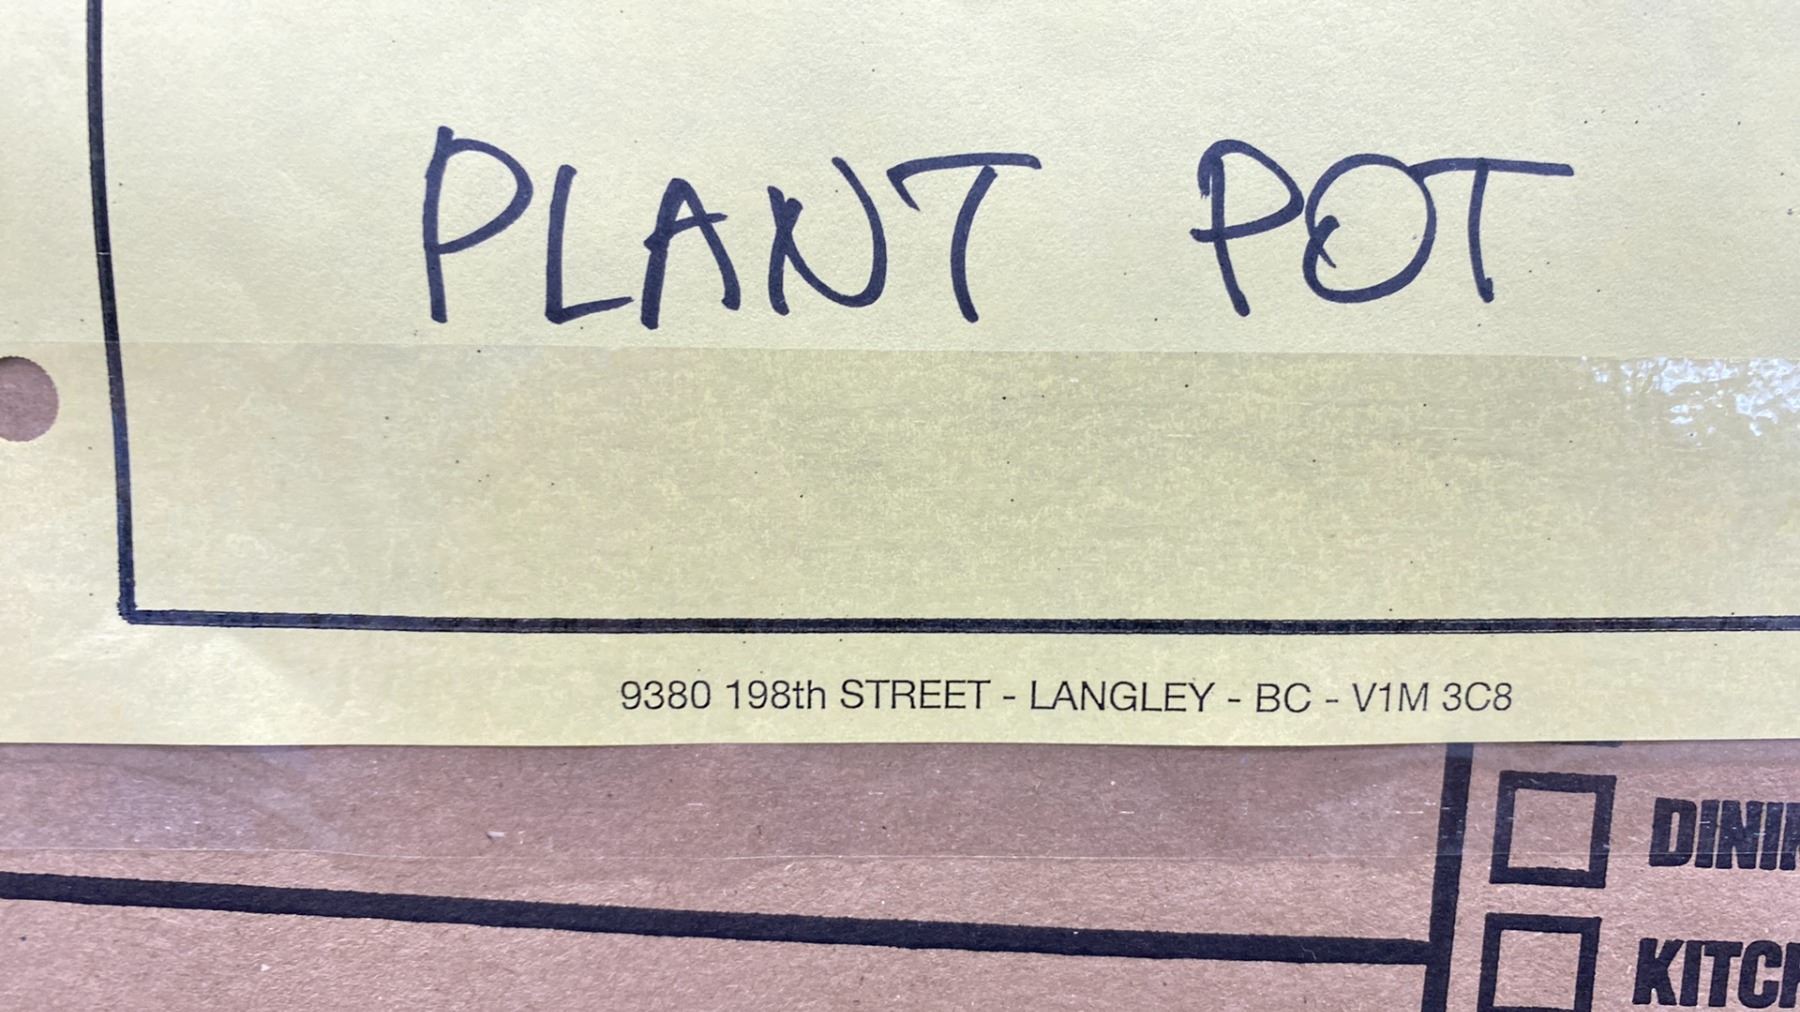 PLANT POT
9380 198th STREET - LANGLEY - BC - V1M 3C8